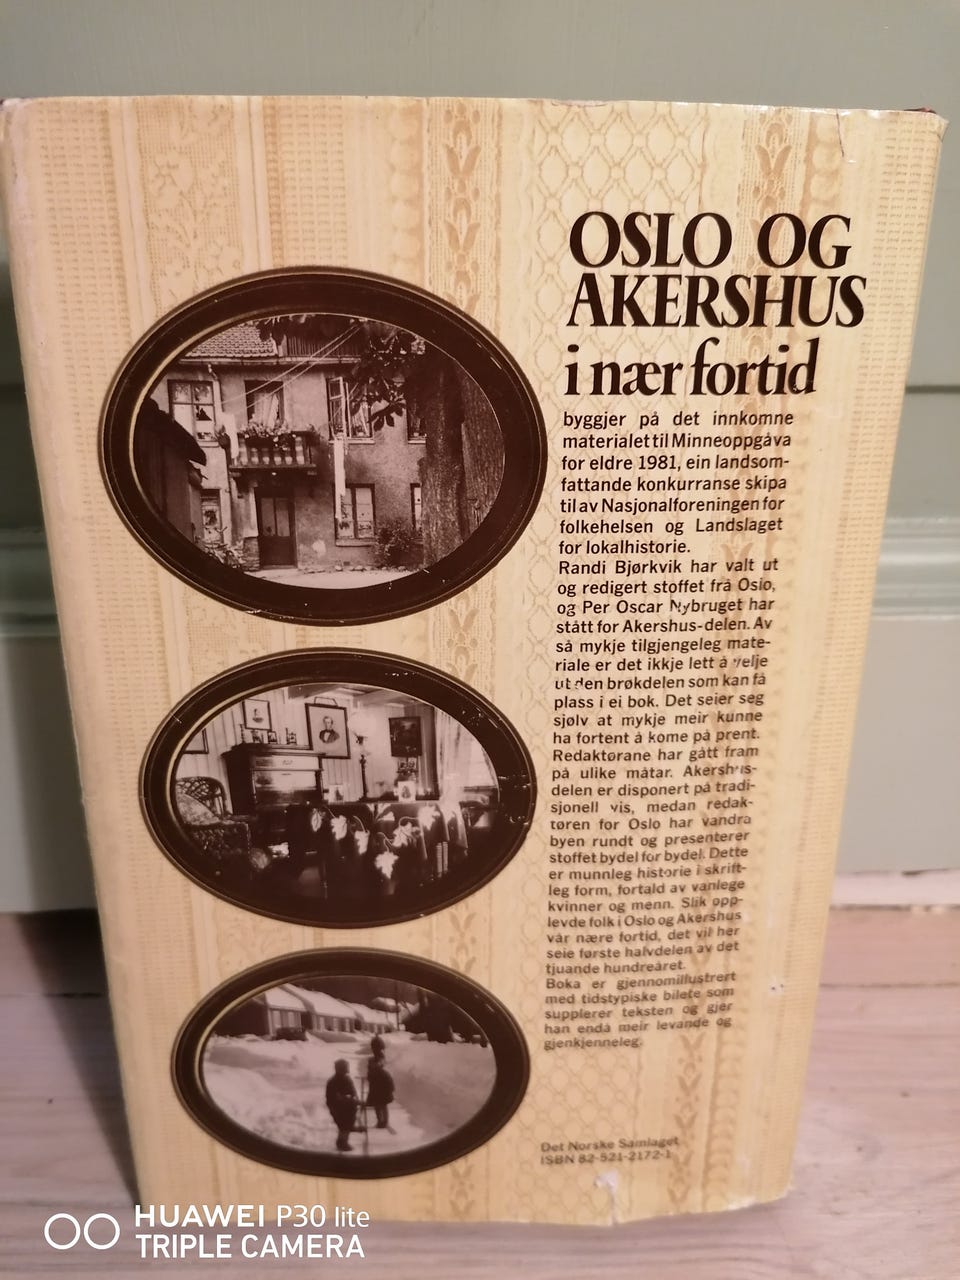 OSLO OG
AKERSHUS
i nær fortid
byggjer på det innkomne
materialet til Minneoppgåva
for eldre 1981, ein landsom-
fattande konkurranse skipa
til av Nasjonalforeningen for
folkehelsen og Landslaget
for lokalhistorie.
Randi Bjørkvik har valt ut
og redigert stoffet frå Oslo,
og Per Oscar Nybruget har
stått for Akershus-delen. Av
så mykje tilgjengeleg mate-
riale er det ikkje lett å velje
ut den brøkdelen som kan få
plass i ei bok. Det seier seg
sjølv at mykje meir kunne
ha fortent å kome på prent.
Redaktørane har gått fram
på ulike måtar. Akershus-
delen er disponert på tradi-
sjonell vis, medan redak-
tøren for Oslo har vandra
byen rundt og presenterer
stoffet bydel for bydel. Dette
er munnleg historie i skrift-
leg form, fortald av vanlege
kvinner og menn. Slik opp-
levde folk i Oslo og Akershus
vår nære fortid, det vil her
seie første halvdelen av det
tjuande hundreåret.
Boka er gjennomillustrert
med tidstypiske bilete som
supplerer teksten og gjer
han endå meir levande og
gjenkjenneleg.
Det Norske Samlaget
ISBN 82-521-2172-1
HUAWEI P30 lite
TRIPLE CAMERA